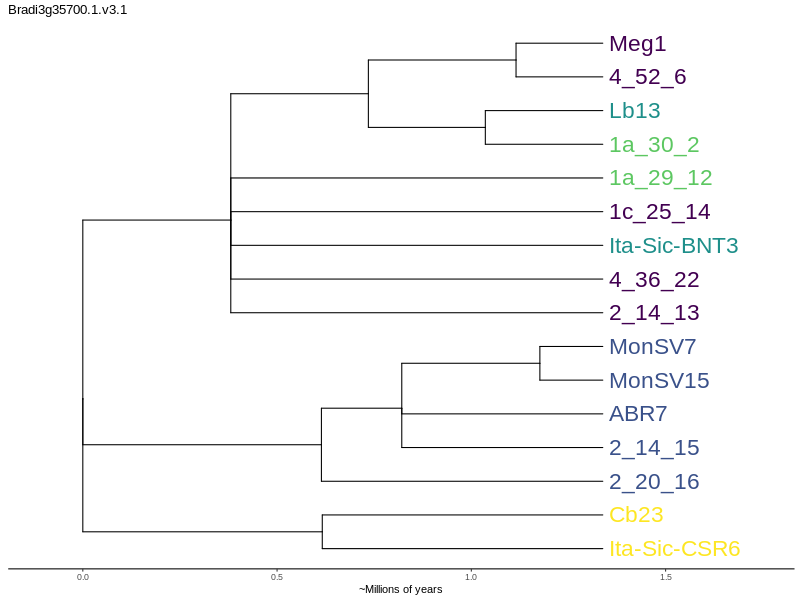 Bradi3g35700.1.v3.1
Meg1
4_52_6
Lb13
1a_30_2
1a_29_12
1c_25_14
Ita-Sic-BNT3
4_36_22
2_14_13
MonSV7
MonSV15
ABR7
2_14_15
2_20_16
Cb23
Ita-Sic-CSR6
0.0 0.5 1.0 1.5
~Millions of years